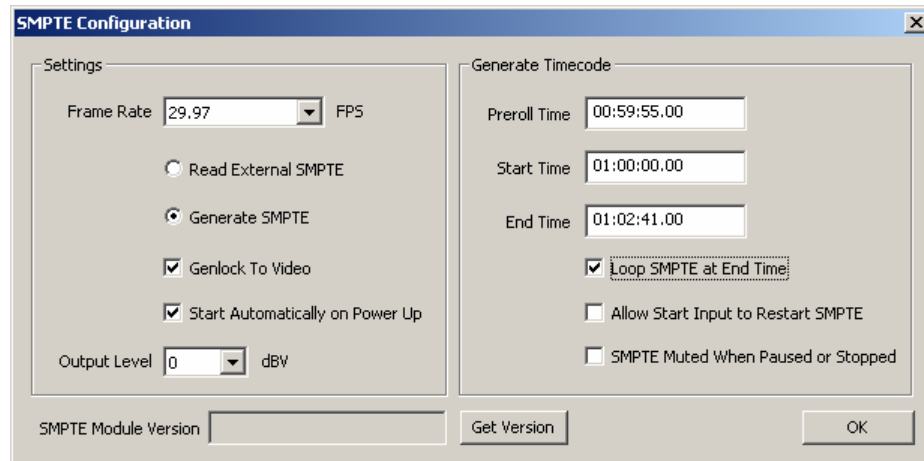 SMPTE Configuration
Settings
Frame Rate 29.97 FPS
Read External SMPTE
Generate SMPTE
Genlock To Video
Start Automatically on Power Up
Output Level 0 dBV
Generate Timecode
Preroll Time 00:59:55.00
Start Time 01:00:00.00
End Time 01:02:41.00
Loop SMPTE at End Time
Allow Start Input to Restart SMPTE
SMPTE Muted When Paused or Stopped
SMPTE Module Version Get Version OK